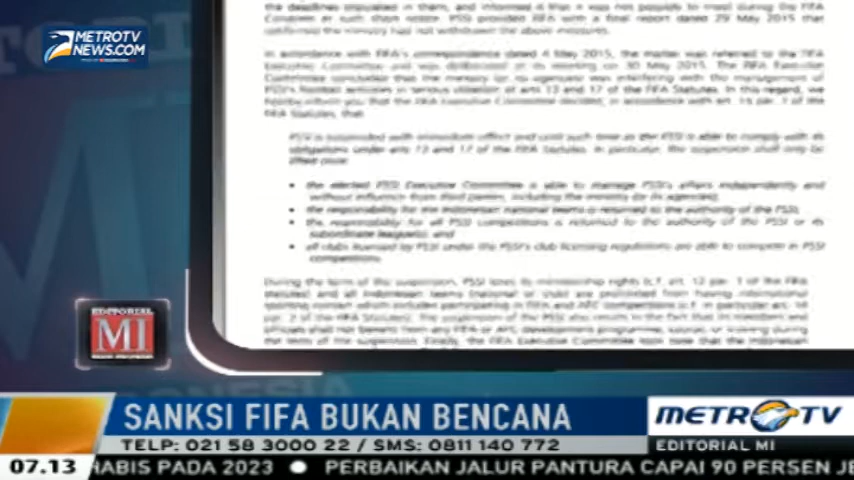 METROTV
NEWS.COM
the deadlines stipulated in them, and informed it that it was not possible to meet during the FIFA
Congress at such short notice. PSSI provided FIFA with a final report dated 29 May 2015 that
confirmed the ministry had not withdrawn the above measures.
In accordance with FIFA's correspondence dated 4 May 2015, the matter was referred to the FIFA
Executive Committee and was deliberated at its meeting on 30 May 2015. The FIFA Executive
Committee concluded that the ministry (or its agencies) was interfering with the management of
PSSI's football activities in serious violation of arts 13 and 17 of the FIFA Statutes. In this regard, we
hereby inform you that the FIFA Executive Committee decided, in accordance with art. 14 par. 1 of the
FIFA Statutes, that
PSSI is suspended with immediate effect and until such time as the PSSI is able to comply with its
obligations under arts 13 and 17 of the FIFA Statutes. In particular, the suspension shall only be
lifted once:
• the elected PSSI Executive Committee is able to manage PSSI's affairs independently and
without influence from third parties, including the ministry (or its agencies);
• the responsibility for the Indonesian national teams is returned to the authority of the PSSI;
• the responsibility for all PSSI competitions is returned to the authority of the PSSI or its
subordinate league(s); and
• all clubs licensed by PSSI under the PSSI's club licensing regulations are able to compete in PSSI
competitions.
During the term of the suspension, PSSI loses its membership rights (c.f. art. 12 par. 1 of the FIFA
Statutes) and all Indonesian teams (national or club) are prohibited from having international
sporting contact
par. 3 of the FIFA Statutes). The suspension of the PSSI also results in the fact that its members and
officials shall not benefit from any FIFA or AFC development programme, course or training during
the term of the suspension. Finally, the FIFA Executive Committee took note that the Indonesian
EDITORIAL
MI
MEDIA INDONESIA
SANKSI FIFA BUKAN BENCANA
METRO TV
TELP: 021 58 3000 22 / SMS: 0811 140 772
EDITORIAL MI
07.13
HABIS PADA 2023 ● PERBAIKAN JALUR PANTURA CAPAI 90 PERSEN JE